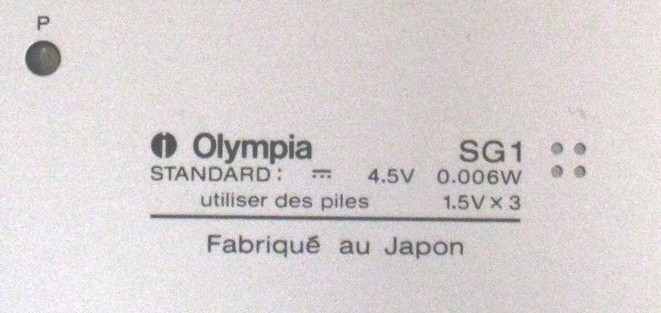 P
Olympia SG1
STANDARD: ⎓ 4.5V 0.006W
utiliser des piles 1.5V×3
Fabriqué au Japon